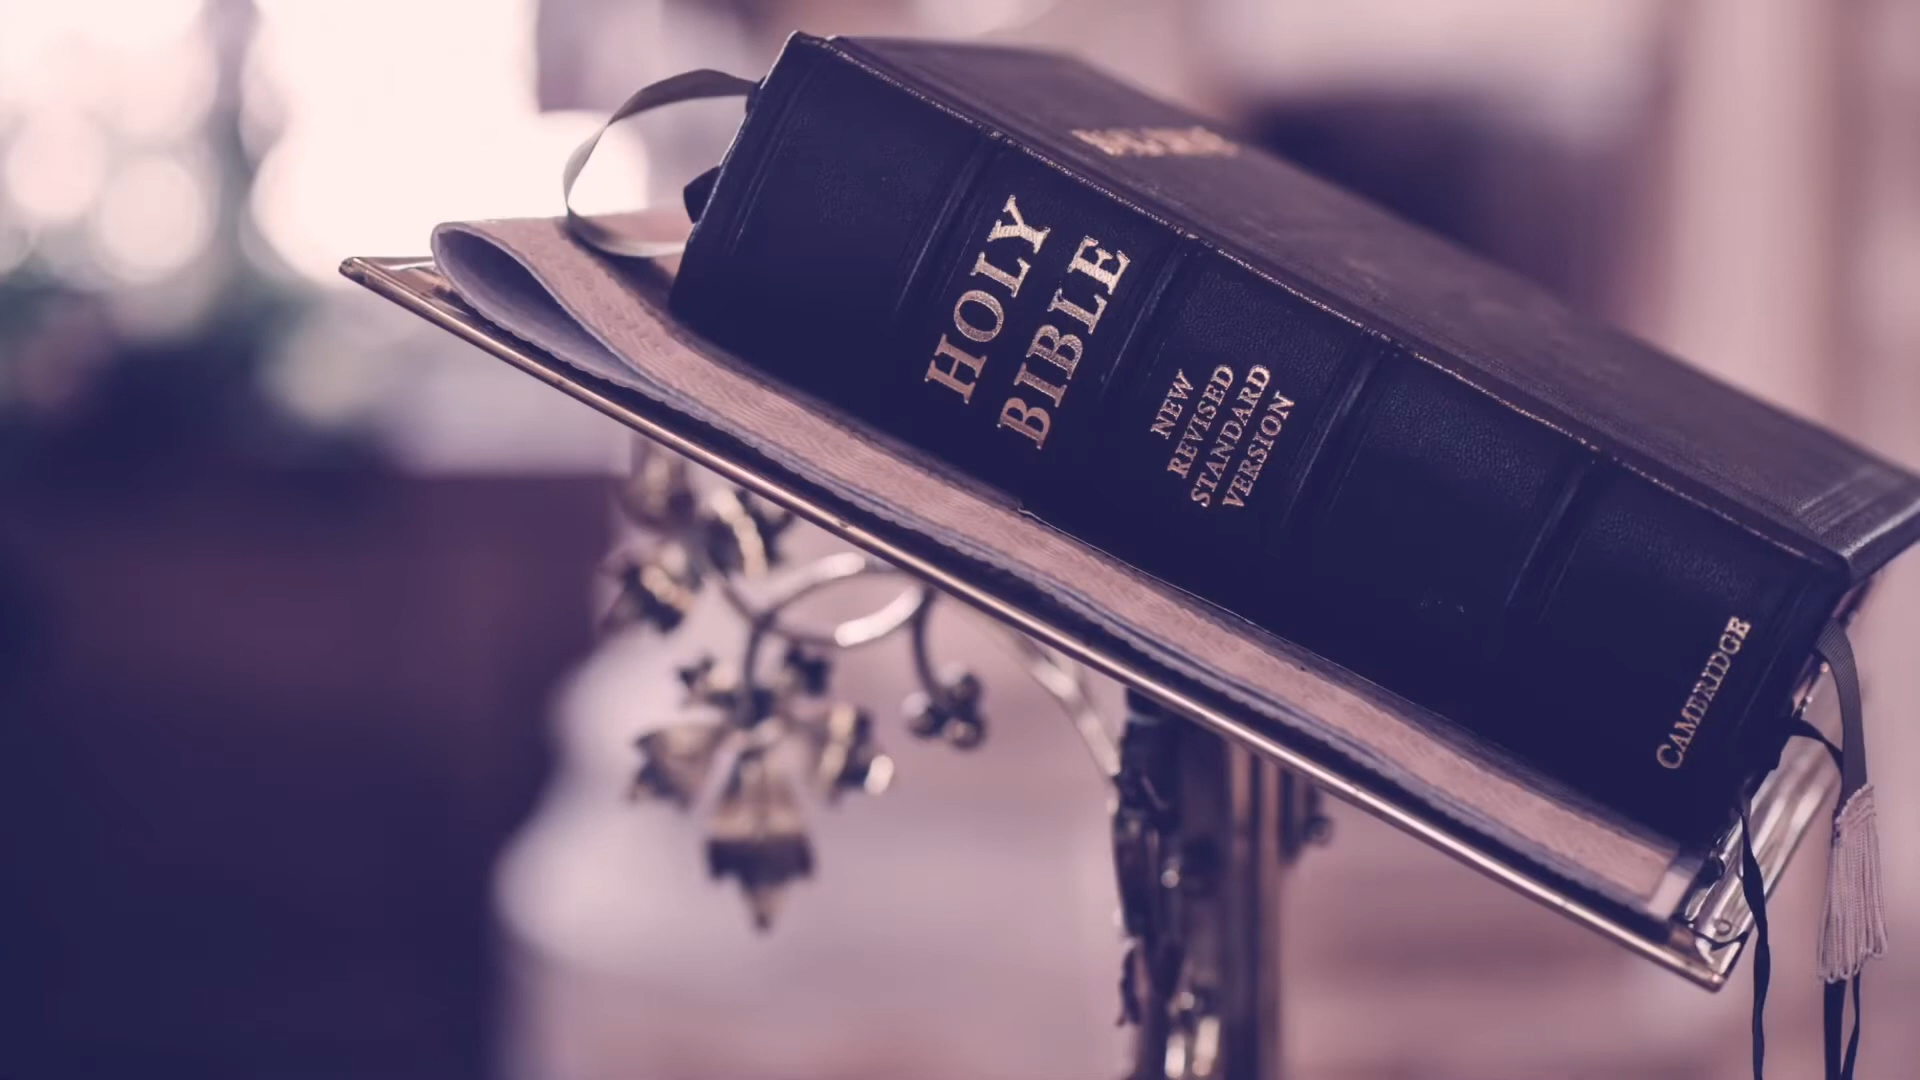 HOLY
BIBLE
NEW
REVISED
STANDARD
VERSION
CAMBRIDGE